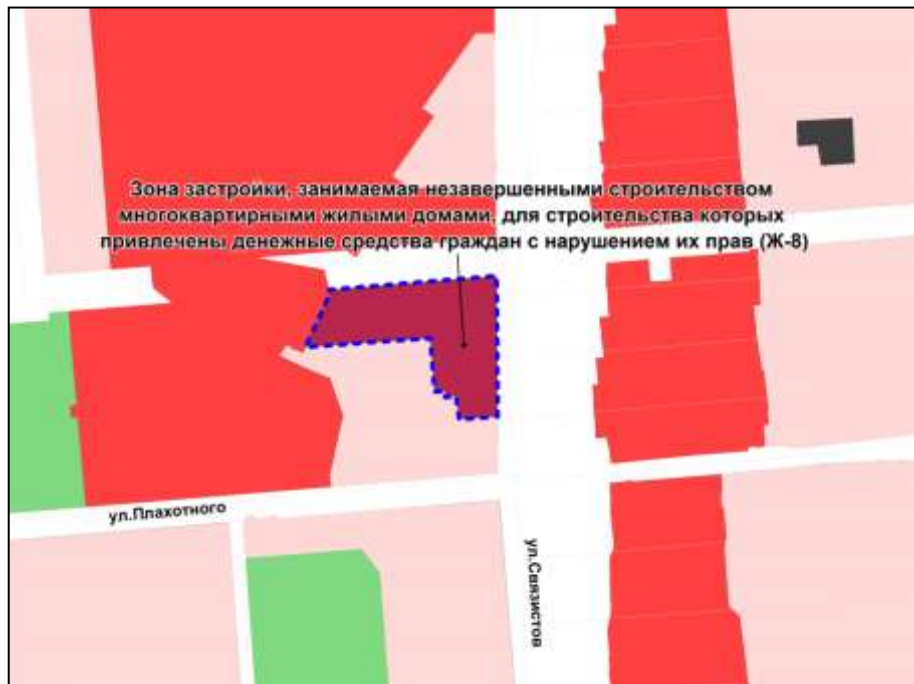 Зона застройки, занимаемая незавершенными строительством
многоквартирными жилыми домами, для строительства которых
привлечены денежные средства граждан с нарушением их прав (Ж-8)
ул.Плахотного
ул.Связистов